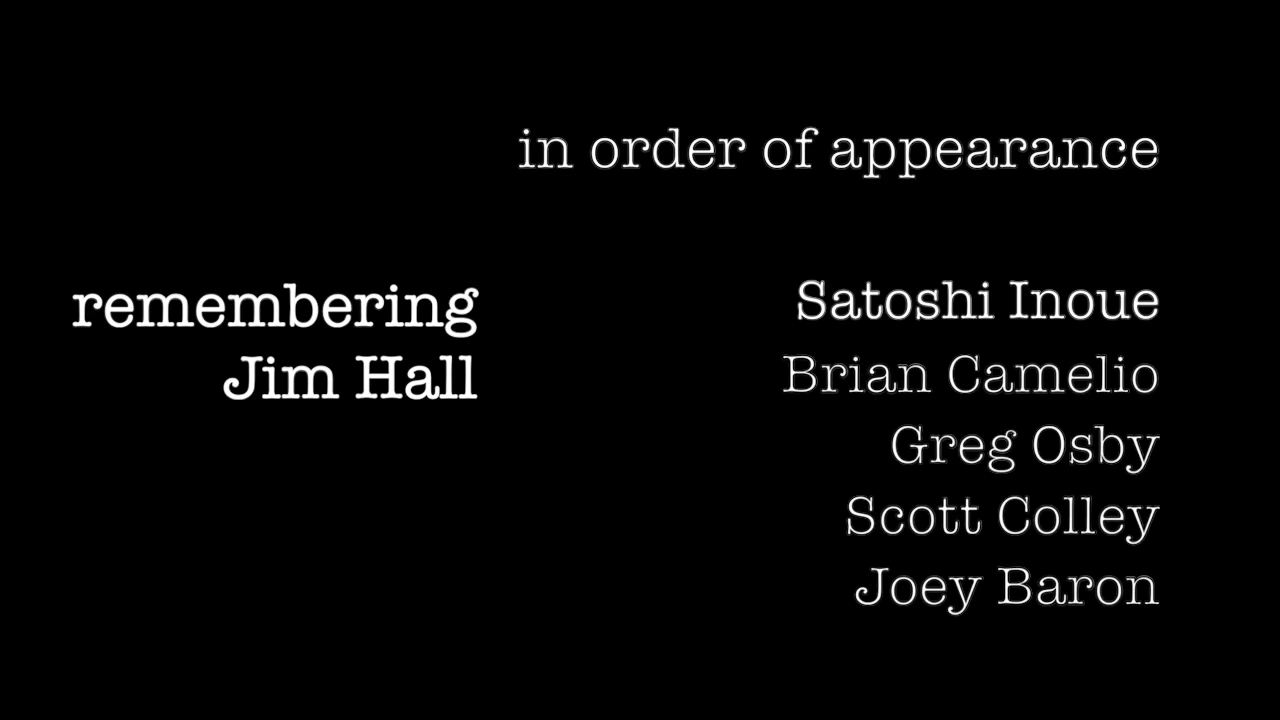 in order of appearance
remembering
Jim Hall
Satoshi Inoue
Brian Camelio
Greg Osby
Scott Colley
Joey Baron